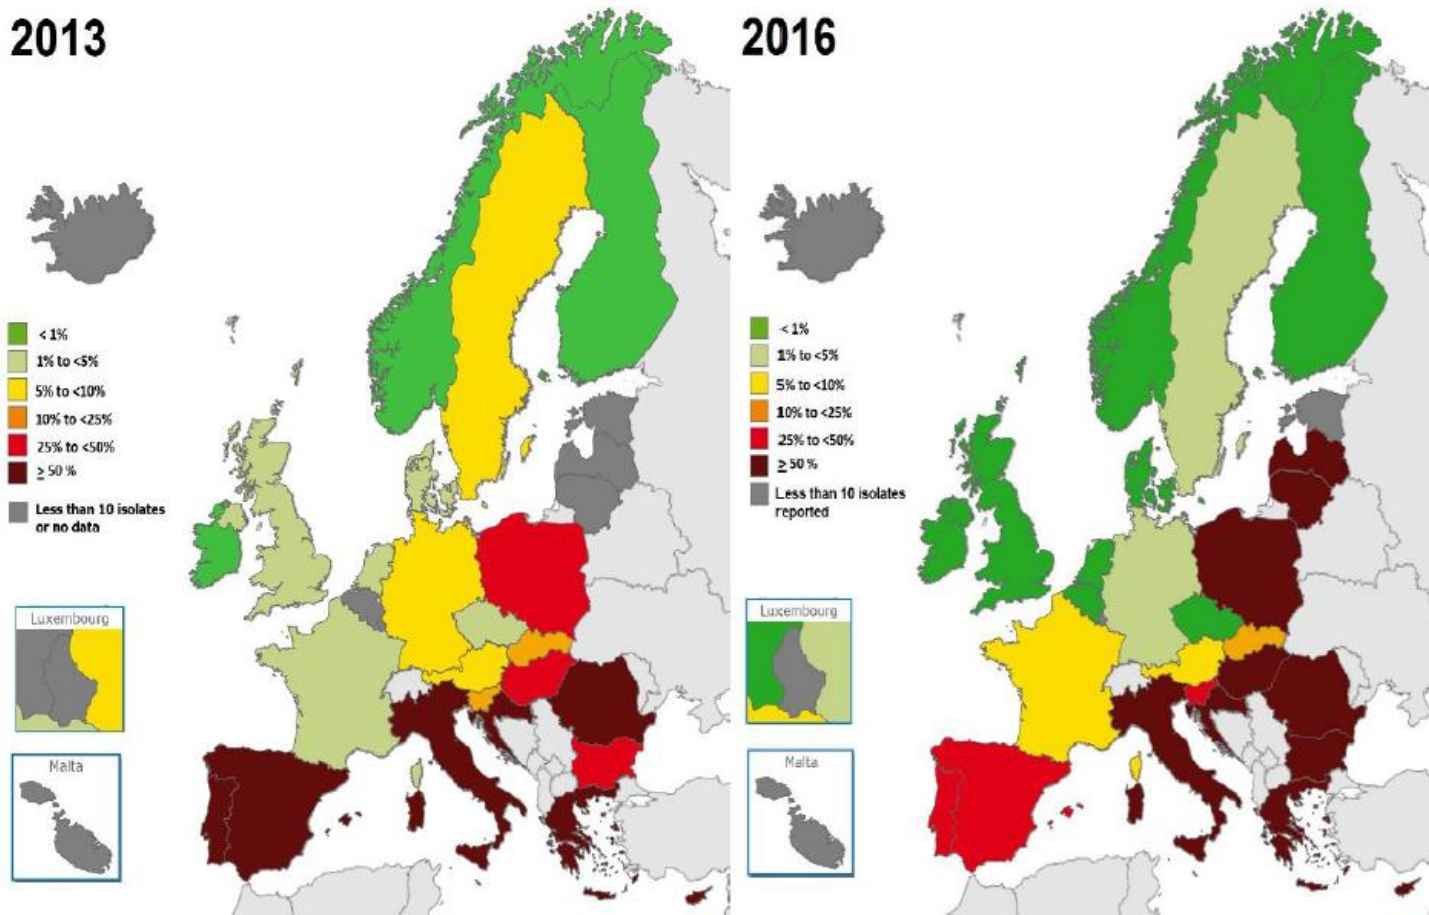 2013
< 1%
1% to <5%
5% to <10%
10% to <25%
25% to <50%
≥ 50 %
Less than 10 isolates
or no data
Luxembourg
Malta
2016
< 1%
1% to <5%
5% to <10%
10% to <25%
25% to <50%
≥ 50 %
Less than 10 isolates
reported
Luxembourg
Malta